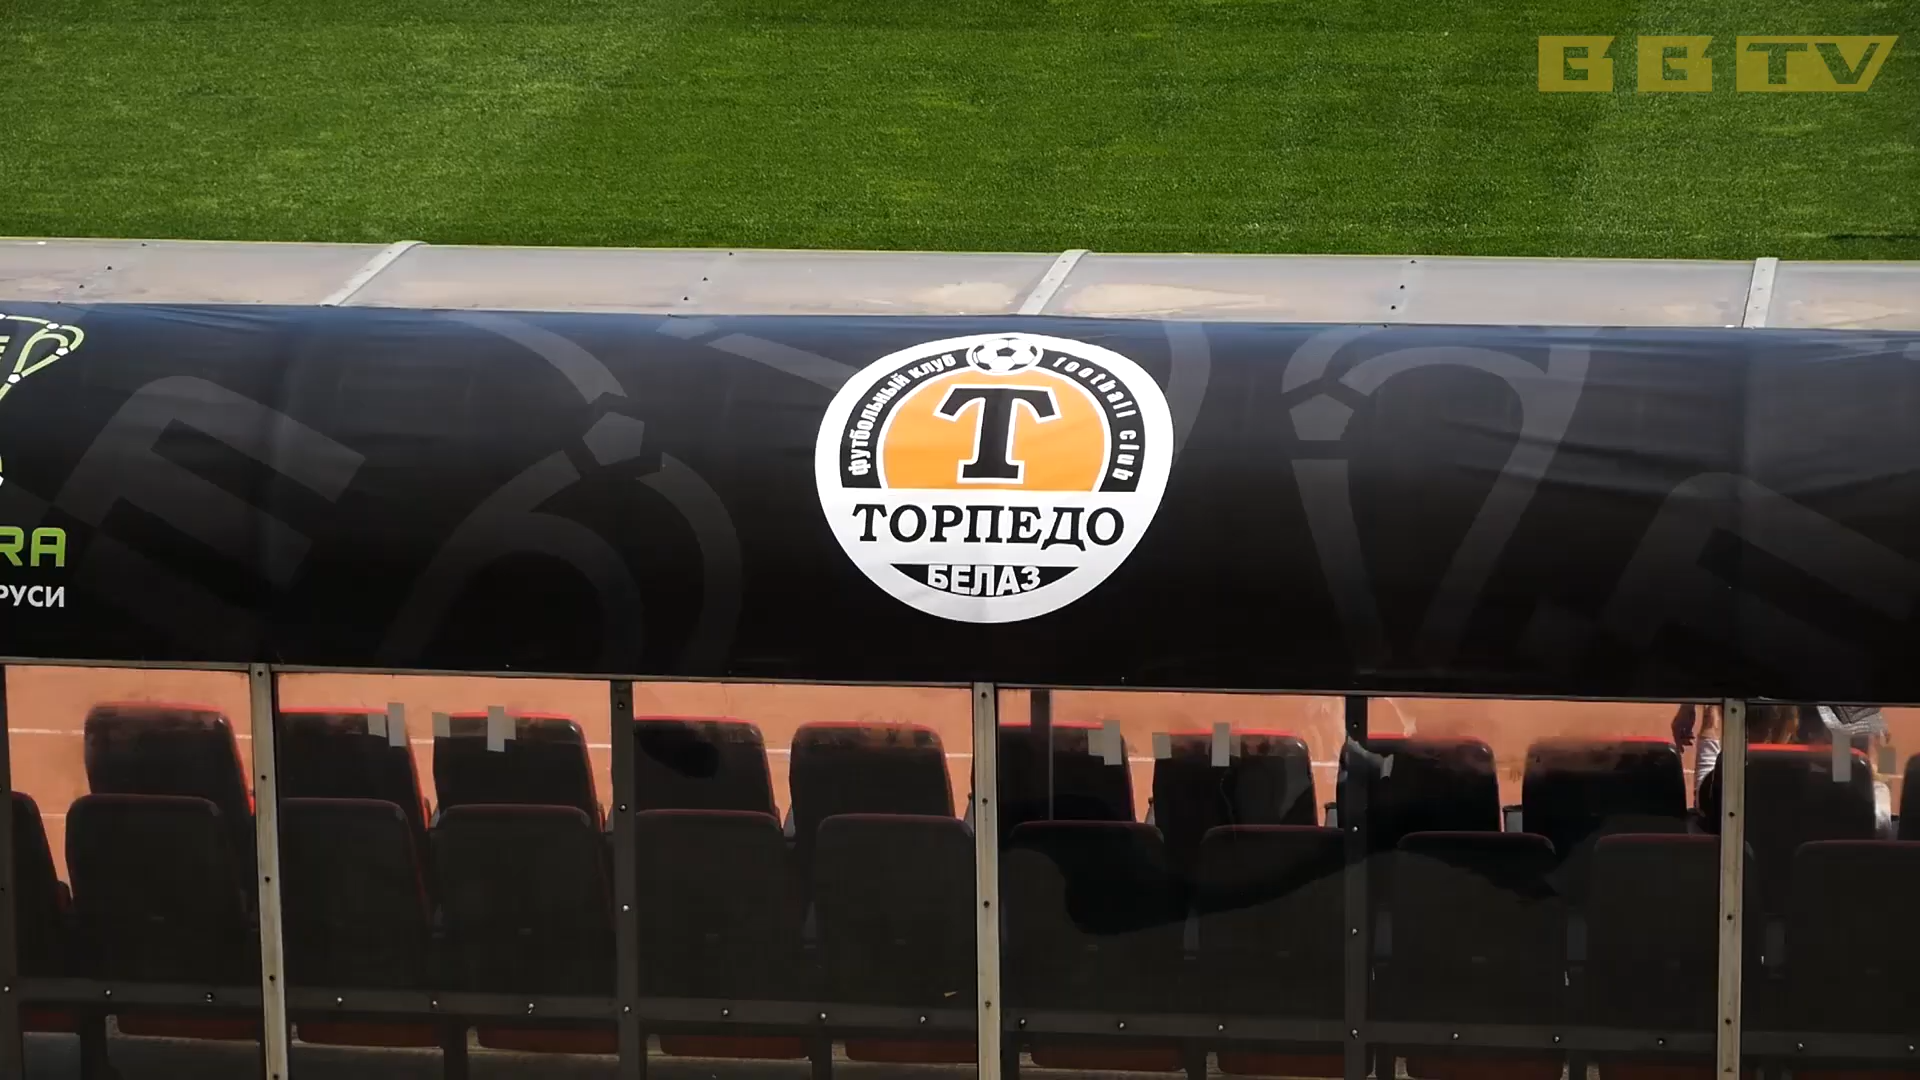 BBTV
футбольный клуб football club
T
ТОРПЕДО
БЕЛАЗ
E
RA
РУСИ